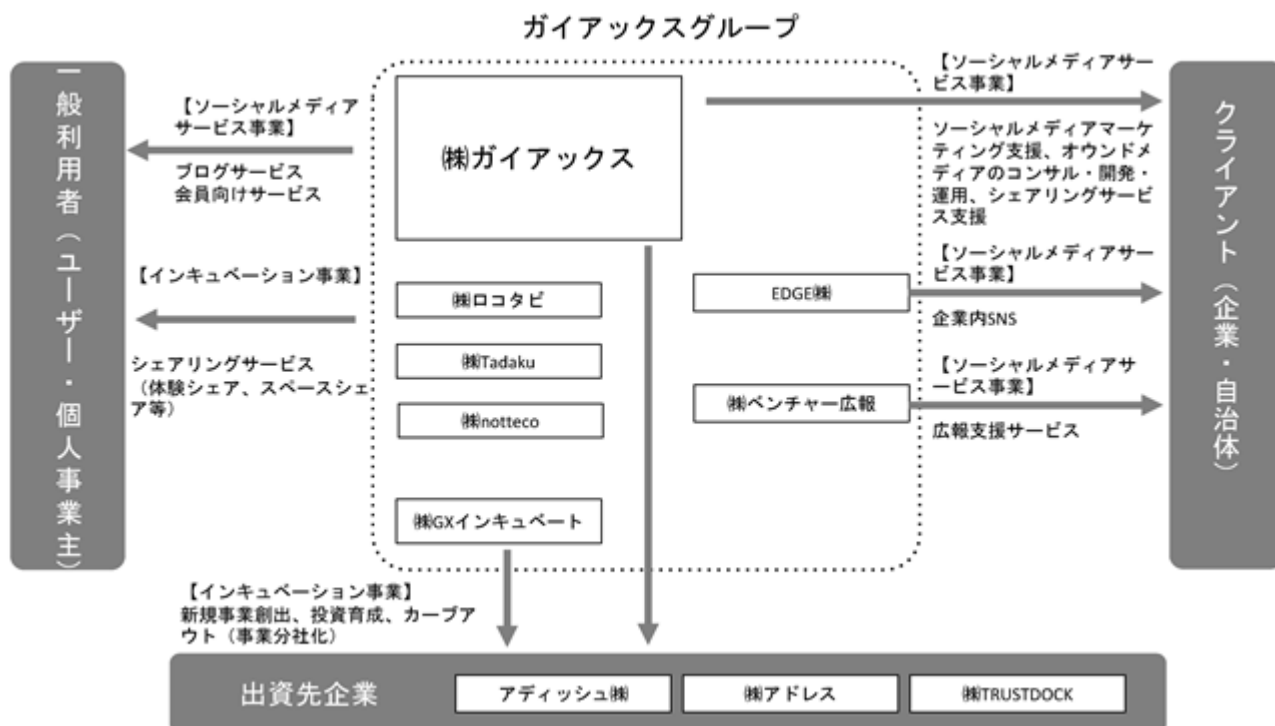 ガイアックスグループ
一般利用者（ユーザー・個人事業主）
【ソーシャルメディア
サービス事業】
ブログサービス
会員向けサービス
【インキュベーション事業】
シェアリングサービス
（体験シェア、スペースシェ
ア等）
㈱ガイアックス
㈱ロコタビ
㈱Tadaku
㈱notteco
㈱GXインキュベート
EDGE㈱
㈱ベンチャー広報
【ソーシャルメディアサー
ビス事業】
ソーシャルメディアマーケ
ティング支援、オウンドメ
ディアのコンサル・開発・
運用、シェアリングサービ
ス支援
【ソーシャルメディアサー
ビス事業】
企業内SNS
【ソーシャルメディアサ
ービス事業】
広報支援サービス
クライアント（企業・自治体）
【インキュベーション事業】
新規事業創出、投資育成、カーブア
ウト（事業分社化）
出資先企業
アディッシュ㈱
㈱アドレス
㈱TRUSTDOCK